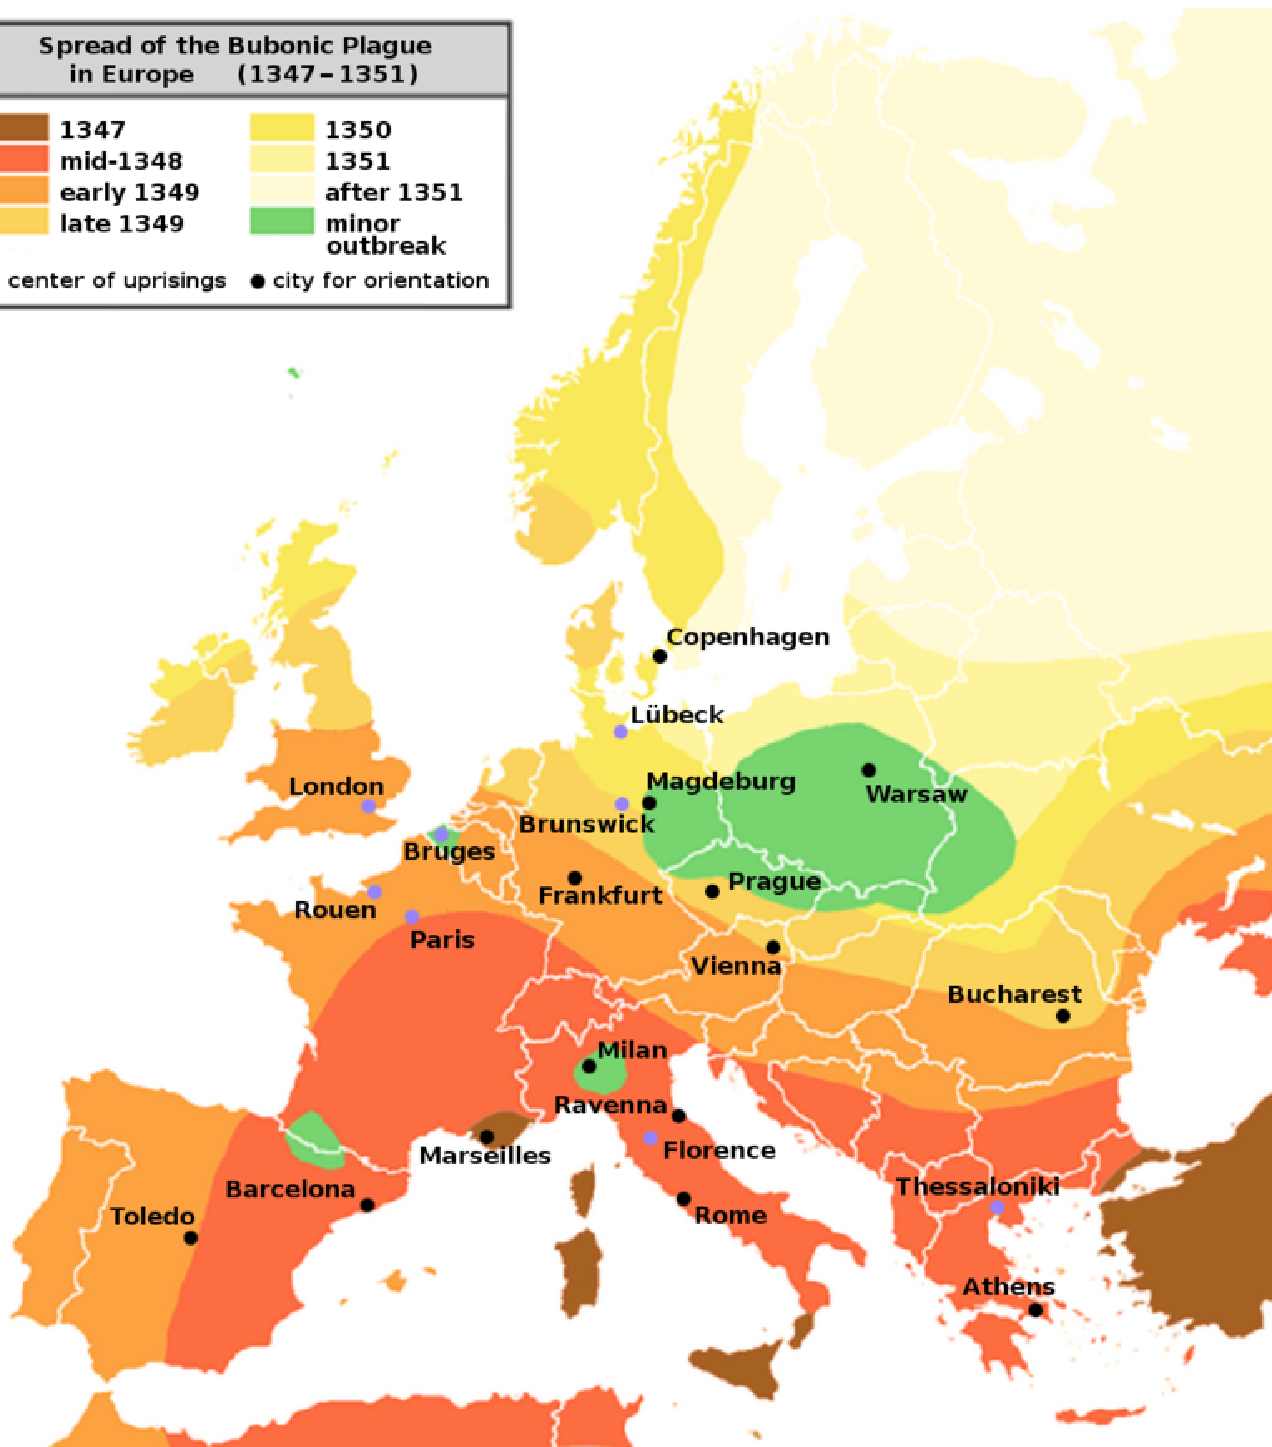 Spread of the Bubonic Plague
in Europe (1347–1351)
1347
mid-1348
early 1349
late 1349
1350
1351
after 1351
minor
outbreak
center of uprisings
city for orientation
Copenhagen
Lübeck
Magdeburg
Warsaw
London
Brunswick
Bruges
Frankfurt
Prague
Rouen
Paris
Vienna
Bucharest
Milan
Ravenna
Marseilles
Florence
Barcelona
Thessaloniki
Toledo
Rome
Athens